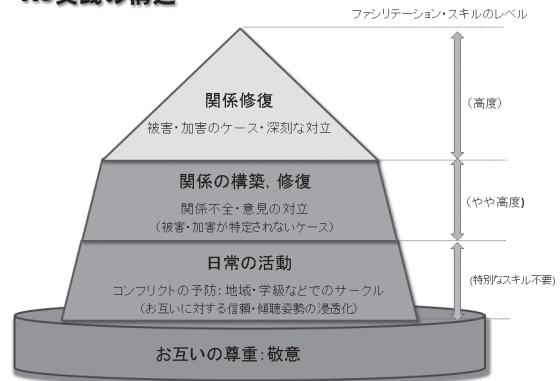 ファシリテーション・スキルのレベル
関係修復
被害・加害のケース・深刻な対立
(高度)
関係の構築, 修復
関係不全・意見の対立
(被害・加害が特定されないケース)
(やや高度)
日常の活動
コンフリクトの予防: 地域・学級などでのサークル
(お互いに対する信頼・傾聴姿勢の浸透化)
(特別なスキル不要)
お互いの尊重: 敬意